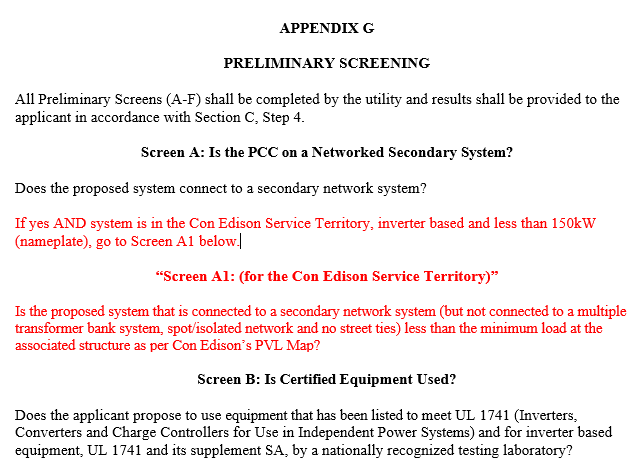 APPENDIX G
PRELIMINARY SCREENING
All Preliminary Screens (A-F) shall be completed by the utility and results shall be provided to the
applicant in accordance with Section C, Step 4.
Screen A: Is the PCC on a Networked Secondary System?
Does the proposed system connect to a secondary network system?
If yes AND system is in the Con Edison Service Territory, inverter based and less than 150kW
(nameplate), go to Screen A1 below.
“Screen A1: (for the Con Edison Service Territory)”
Is the proposed system that is connected to a secondary network system (but not connected to a multiple
transformer bank system, spot/isolated network and no street ties) less than the minimum load at the
associated structure as per Con Edison’s PVL Map?
Screen B: Is Certified Equipment Used?
Does the applicant propose to use equipment that has been listed to meet UL 1741 (Inverters,
Converters and Charge Controllers for Use in Independent Power Systems) and for inverter based
equipment, UL 1741 and its supplement SA, by a nationally recognized testing laboratory?